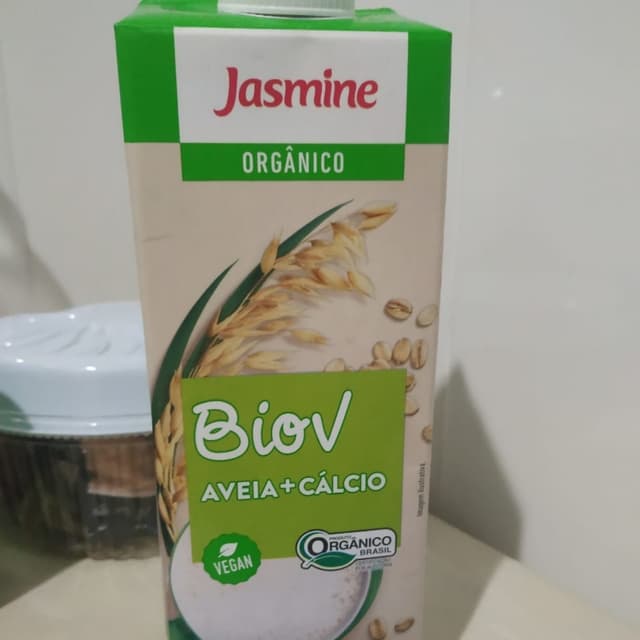 Jasmine
ORGÂNICO
BioV
AVEIA+CÁLCIO
Imagem ilustrativa.
VEGAN
PRODUTO
ORGÂNICO
BRASIL